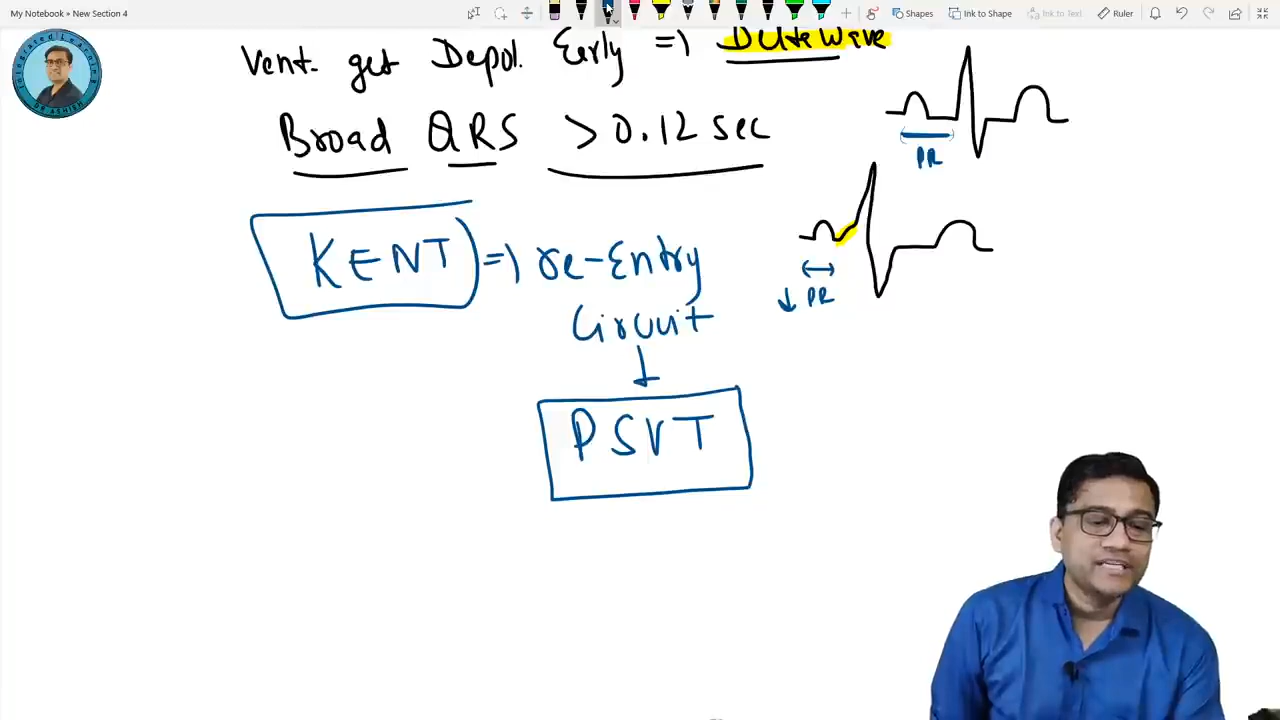 My Notebook » New Section 4
Shapes
Ink to Shape
Ink to Text
Ruler
Vent. get Depol. Early => Delta Wave
Broad QRS > 0.12 sec
PR
KENT => re-Entry
Circuit
↓ PR
↓
PSVT